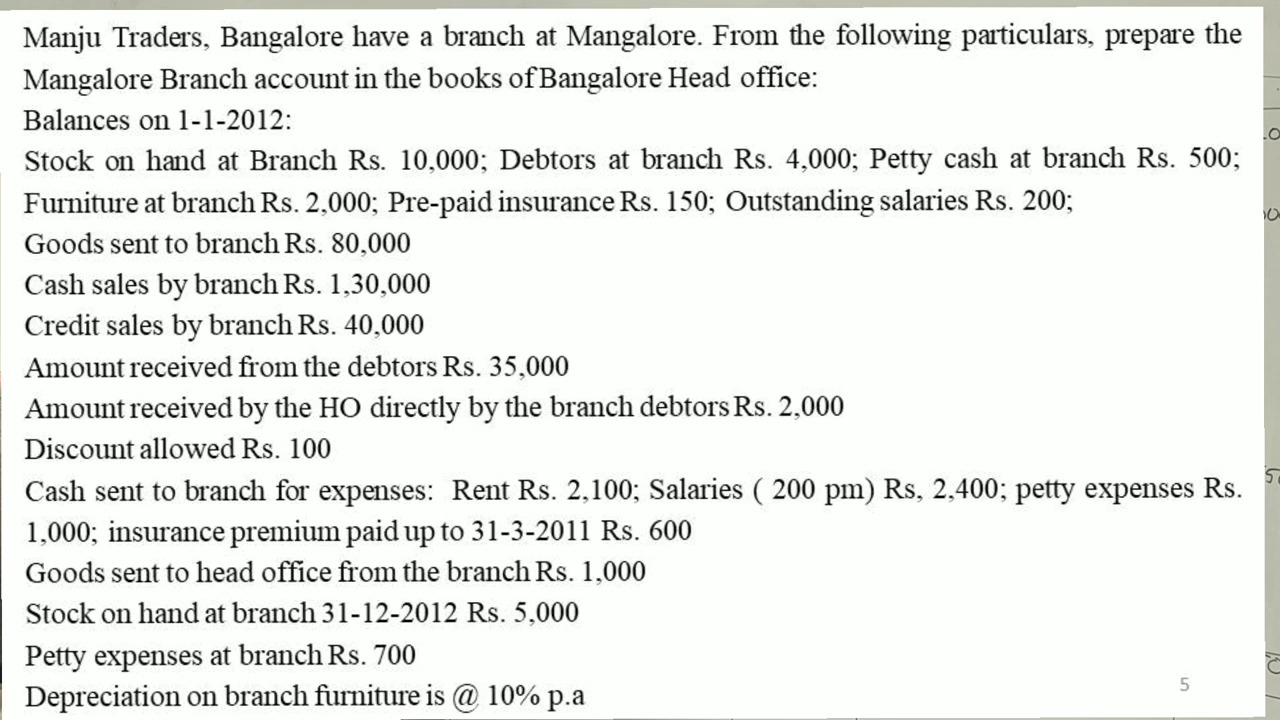 Manju Traders, Bangalore have a branch at Mangalore. From the following particulars, prepare the
Mangalore Branch account in the books of Bangalore Head office:
Balances on 1-1-2012:
Stock on hand at Branch Rs. 10,000; Debtors at branch Rs. 4,000; Petty cash at branch Rs. 500;
Furniture at branch Rs. 2,000; Pre-paid insurance Rs. 150; Outstanding salaries Rs. 200;
Goods sent to branch Rs. 80,000
Cash sales by branch Rs. 1,30,000
Credit sales by branch Rs. 40,000
Amount received from the debtors Rs. 35,000
Amount received by the HO directly by the branch debtors Rs. 2,000
Discount allowed Rs. 100
Cash sent to branch for expenses: Rent Rs. 2,100; Salaries ( 200 pm) Rs, 2,400; petty expenses Rs.
1,000; insurance premium paid up to 31-3-2011 Rs. 600
Goods sent to head office from the branch Rs. 1,000
Stock on hand at branch 31-12-2012 Rs. 5,000
Petty expenses at branch Rs. 700
Depreciation on branch furniture is @ 10% p.a
5